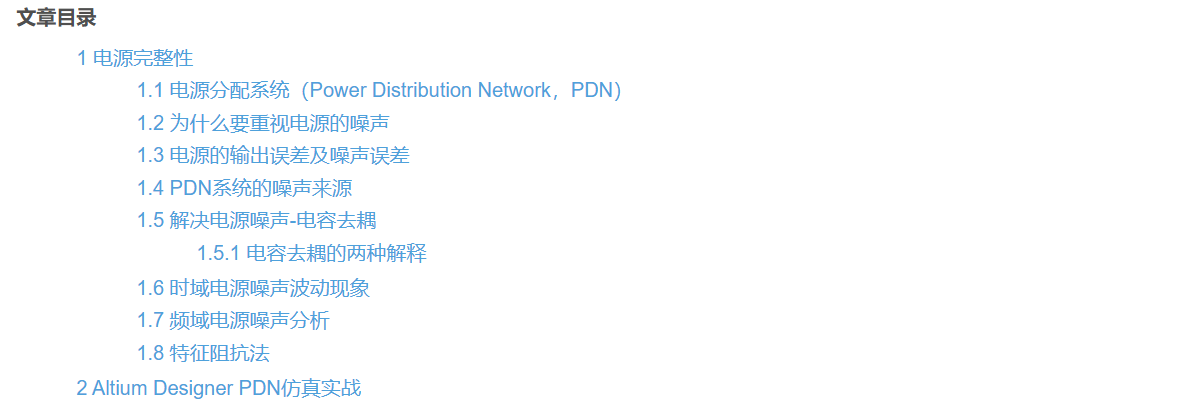 文章目录
1 电源完整性
1.1 电源分配系统（Power Distribution Network，PDN）
1.2 为什么要重视电源的噪声
1.3 电源的输出误差及噪声误差
1.4 PDN系统的噪声来源
1.5 解决电源噪声-电容去耦
1.5.1 电容去耦的两种解释
1.6 时域电源噪声波动现象
1.7 频域电源噪声分析
1.8 特征阻抗法
2 Altium Designer PDN仿真实战